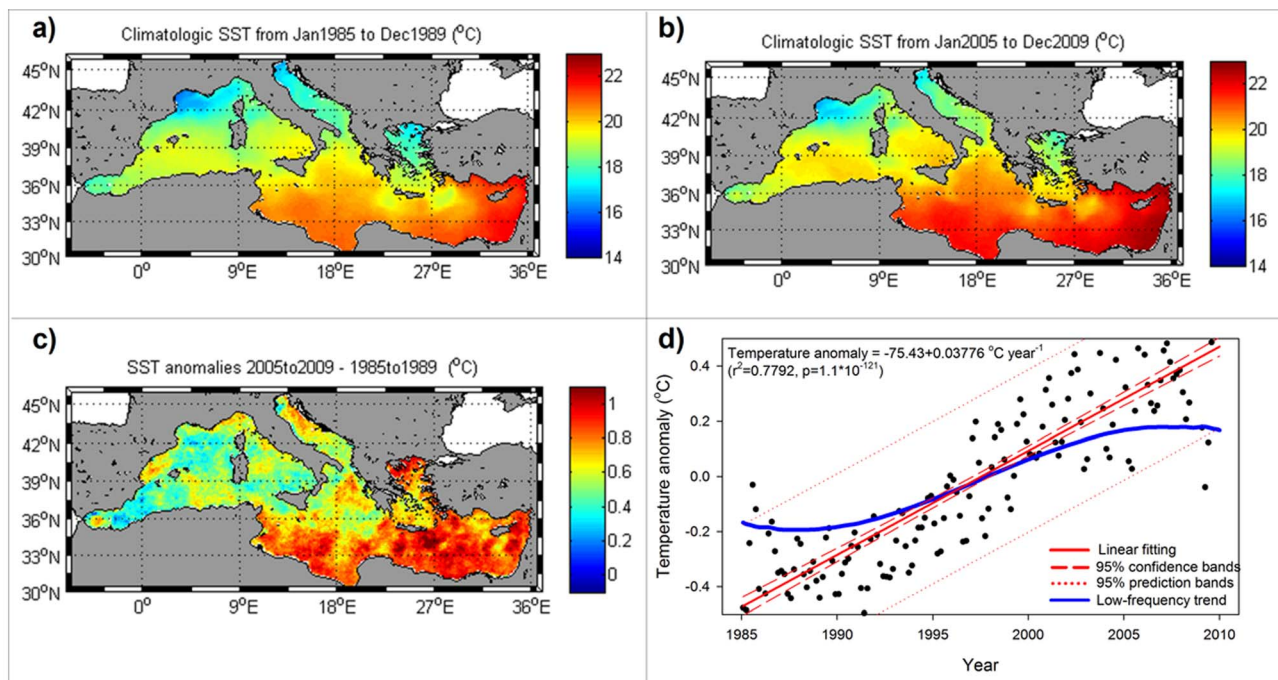 a)
Climatologic SST from Jan1985 to Dec1989 (°C)
45°N
42°N
39°N
36°N
33°N
30°N
0°
9°E
18°E
27°E
36°E
22
20
18
16
14
b)
Climatologic SST from Jan2005 to Dec2009 (°C)
45°N
42°N
39°N
36°N
33°N
30°N
0°
9°E
18°E
27°E
36°E
22
20
18
16
14
c)
SST anomalies 2005to2009 - 1985to1989 (°C)
45°N
42°N
39°N
36°N
33°N
30°N
0°
9°E
18°E
27°E
36°E
1
0.8
0.6
0.4
0.2
0
d)
Temperature anomaly = -75.43+0.03776 °C year⁻¹
(r²=0.7792, p=1.1*10⁻¹²¹)
Temperature anomaly (°C)
0.4
0.2
0.0
-0.2
-0.4
Linear fitting
95% confidence bands
95% prediction bands
Low-frequency trend
1985
1990
1995
2000
2005
2010
Year